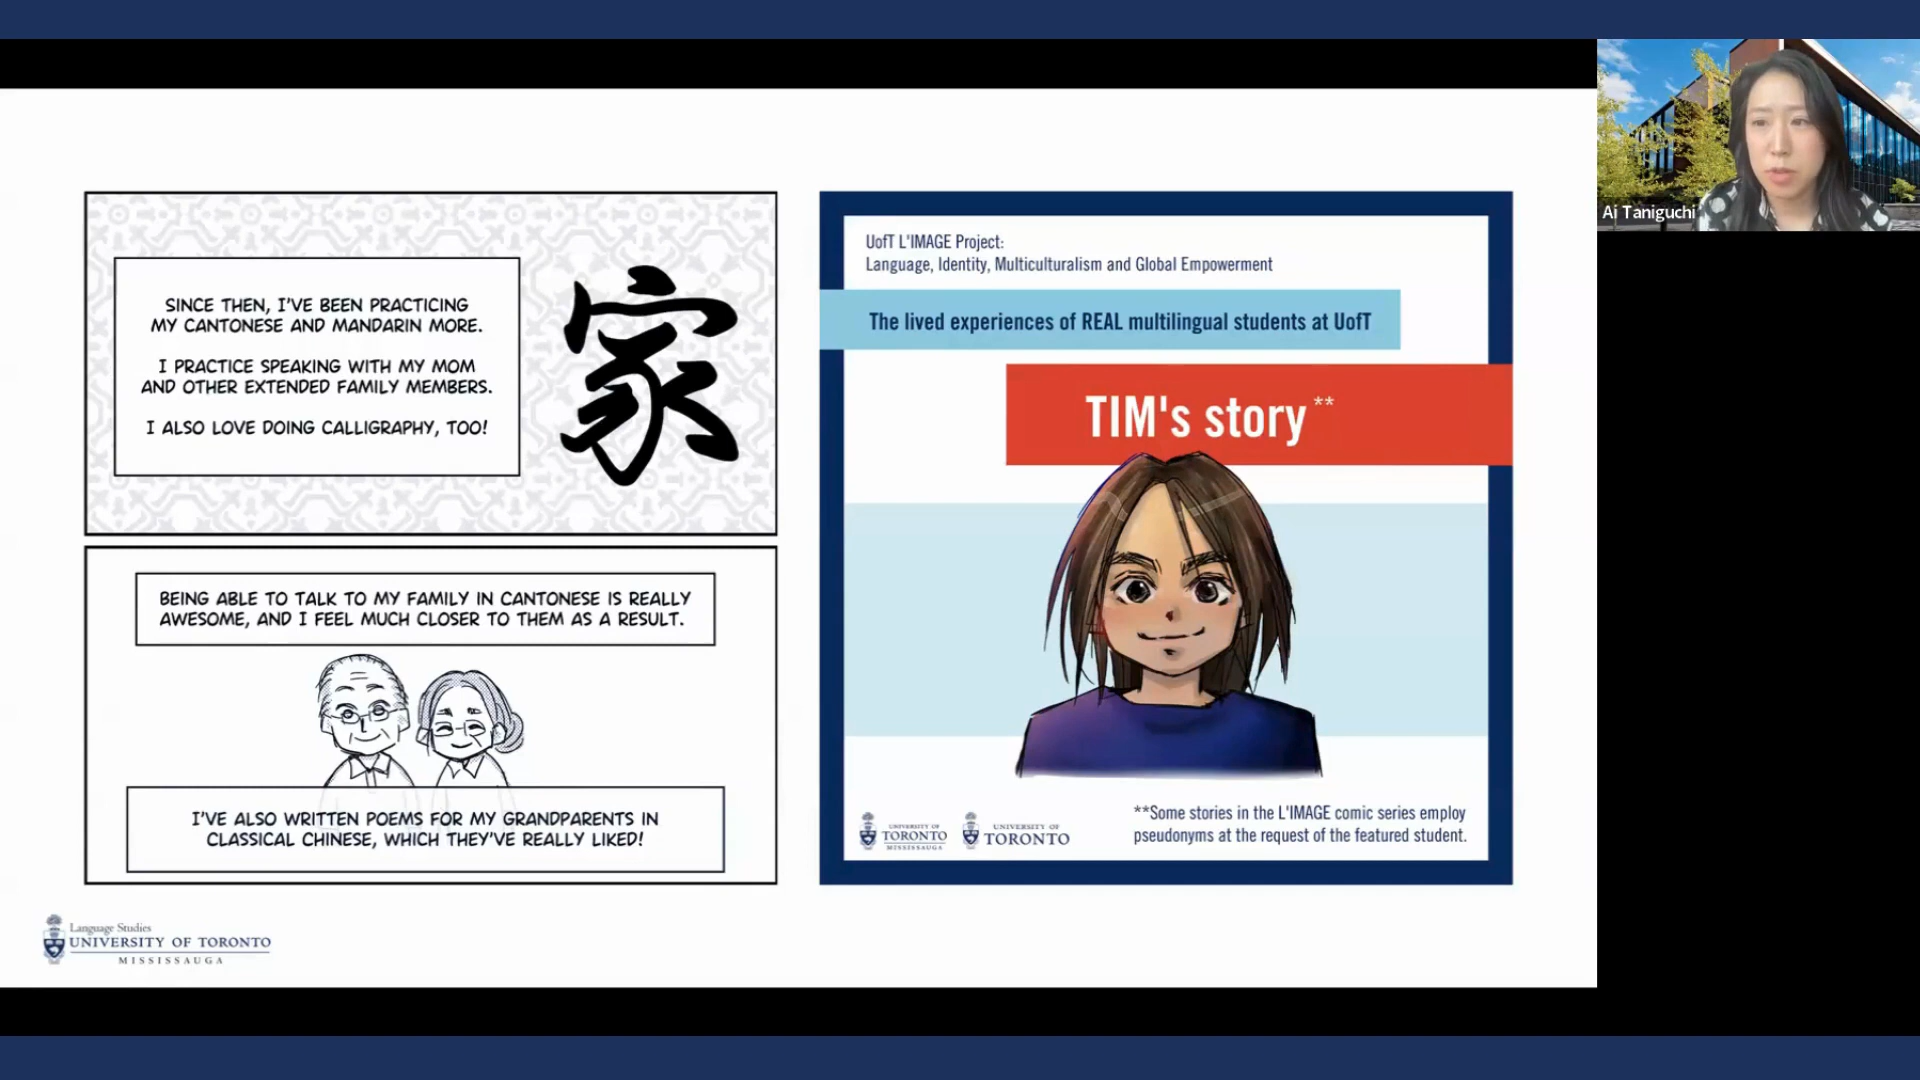 SINCE THEN, I'VE BEEN PRACTICING
MY CANTONESE AND MANDARIN MORE.
I PRACTICE SPEAKING WITH MY MOM
AND OTHER EXTENDED FAMILY MEMBERS.
I ALSO LOVE DOING CALLIGRAPHY, TOO!
家
BEING ABLE TO TALK TO MY FAMILY IN CANTONESE IS REALLY
AWESOME, AND I FEEL MUCH CLOSER TO THEM AS A RESULT.
I'VE ALSO WRITTEN POEMS FOR MY GRANDPARENTS IN
CLASSICAL CHINESE, WHICH THEY'VE REALLY LIKED!
UofT L'IMAGE Project:
Language, Identity, Multiculturalism and Global Empowerment
The lived experiences of REAL multilingual students at UofT
TIM's story**
UNIVERSITY OF
TORONTO
MISSISSAUGA
UNIVERSITY OF
TORONTO
**Some stories in the L'IMAGE comic series employ
pseudonyms at the request of the featured student.
Language Studies
UNIVERSITY OF TORONTO
MISSISSAUGA
Ai Taniguchi